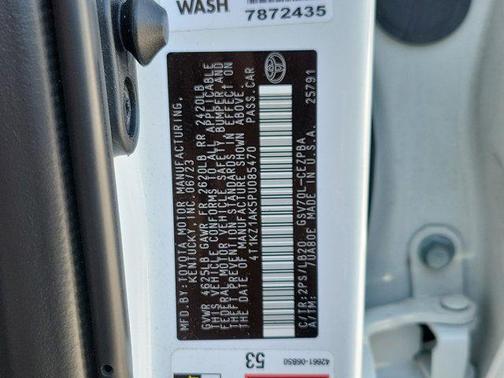 WASH
7872435
MFD. BY:TOYOTA MOTOR MANUFACTURING,
KENTUCKY, INC. 06/23
GVWR 4625LB GAWR FR 2620LB RR 2420LB
THIS VEHICLE CONFORMS TO ALL APPLICABLE
FEDERAL MOTOR VEHICLE SAFETY, BUMPER, AND
THEFT PREVENTION STANDARDS IN EFFECT ON
THE DATE OF MANUFACTURE SHOWN ABOVE.
4T1KZ1AK5PU085470 PASS.CAR
C/TR:2PS/LB20 GSV70L-CEZPBA
A/TM: 7UA80E MADE IN U.S.A. 25791
53
42661-06850